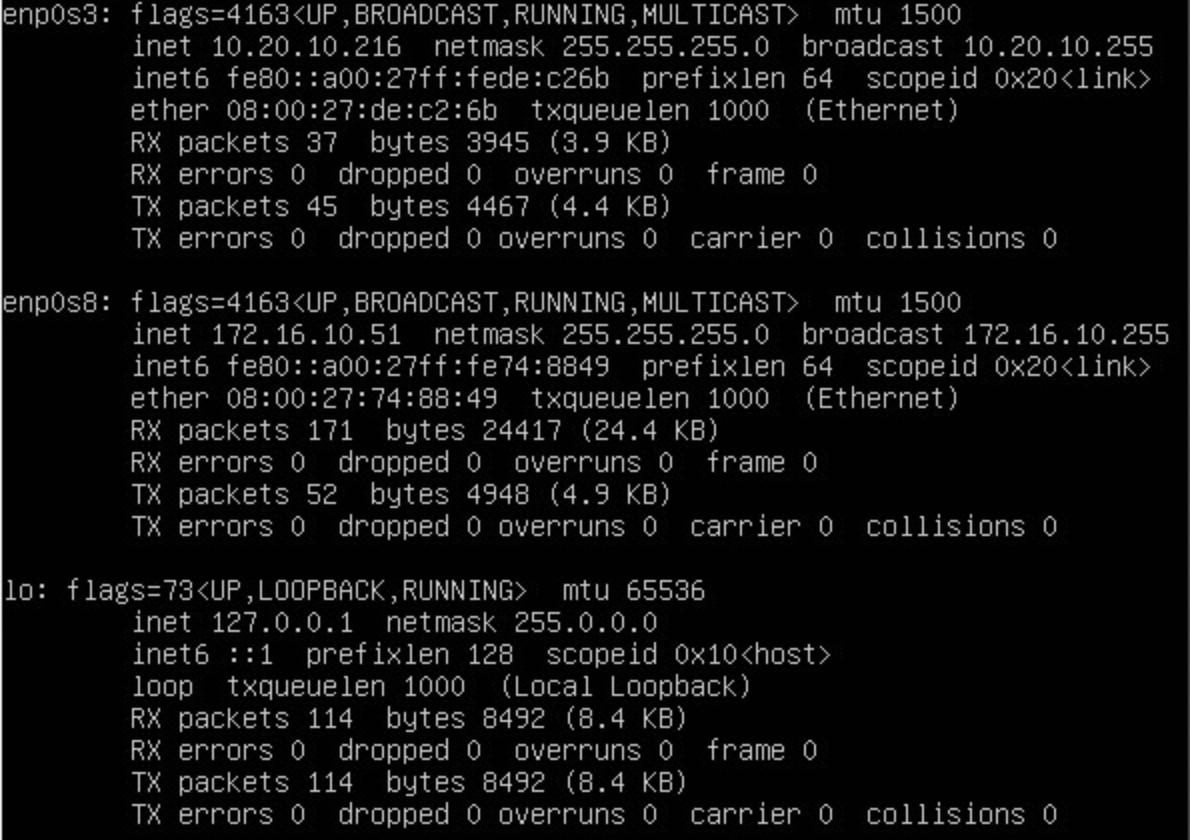 enp0s3: flags=4163<UP,BROADCAST,RUNNING,MULTICAST>  mtu 1500
        inet 10.20.10.216  netmask 255.255.255.0  broadcast 10.20.10.255
        inet6 fe80::a00:27ff:fede:c26b  prefixlen 64  scopeid 0x20<link>
        ether 08:00:27:de:c2:6b  txqueuelen 1000  (Ethernet)
        RX packets 37  bytes 3945 (3.9 KB)
        RX errors 0  dropped 0  overruns 0  frame 0
        TX packets 45  bytes 4467 (4.4 KB)
        TX errors 0  dropped 0 overruns 0  carrier 0  collisions 0

enp0s8: flags=4163<UP,BROADCAST,RUNNING,MULTICAST>  mtu 1500
        inet 172.16.10.51  netmask 255.255.255.0  broadcast 172.16.10.255
        inet6 fe80::a00:27ff:fe74:8849  prefixlen 64  scopeid 0x20<link>
        ether 08:00:27:74:88:49  txqueuelen 1000  (Ethernet)
        RX packets 171  bytes 24417 (24.4 KB)
        RX errors 0  dropped 0  overruns 0  frame 0
        TX packets 52  bytes 4948 (4.9 KB)
        TX errors 0  dropped 0 overruns 0  carrier 0  collisions 0

lo: flags=73<UP,LOOPBACK,RUNNING>  mtu 65536
        inet 127.0.0.1  netmask 255.0.0.0
        inet6 ::1  prefixlen 128  scopeid 0x10<host>
        loop  txqueuelen 1000  (Local Loopback)
        RX packets 114  bytes 8492 (8.4 KB)
        RX errors 0  dropped 0  overruns 0  frame 0
        TX packets 114  bytes 8492 (8.4 KB)
        TX errors 0  dropped 0 overruns 0  carrier 0  collisions 0